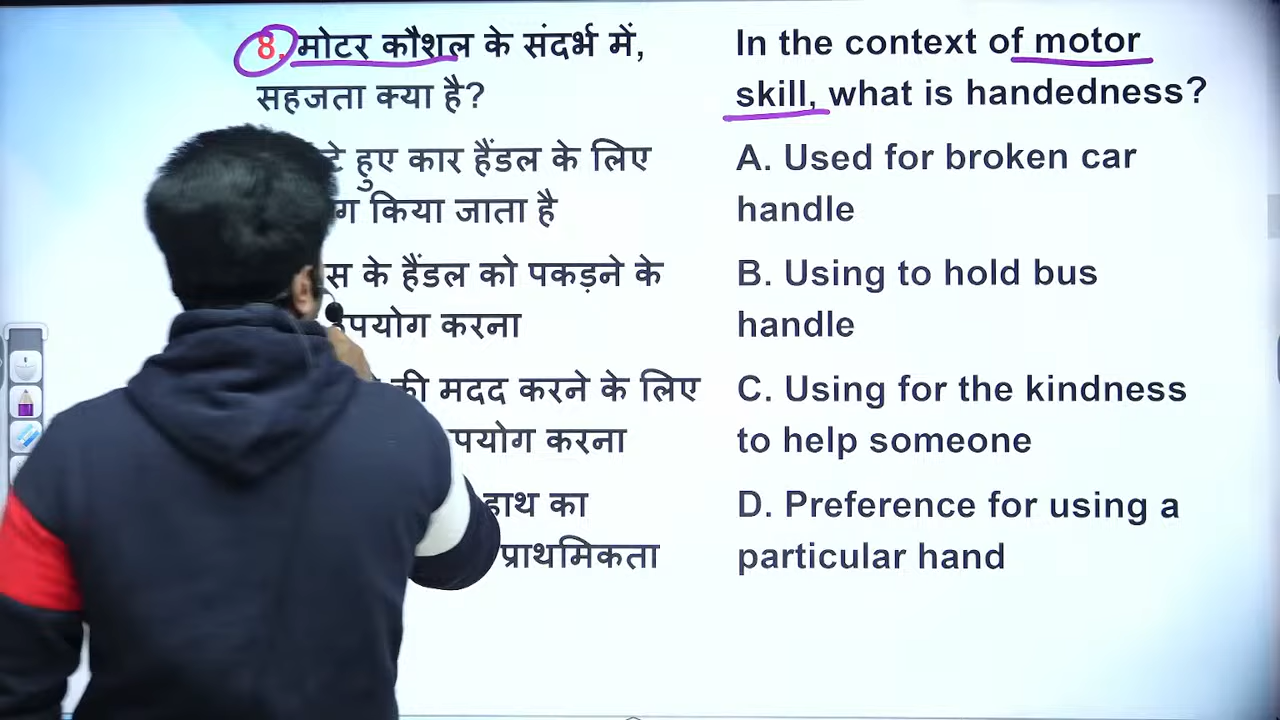 8. मोटर कौशल के संदर्भ में,
सहजता क्या है?
हुए कार हैंडल के लिए
किया जाता है
के हैंडल को पकड़ने के
उपयोग करना
की मदद करने के लिए
करना
हाथ का
प्राथमिकता
In the context of motor
skill, what is handedness?
A. Used for broken car
handle
B. Using to hold bus
handle
C. Using for the kindness
to help someone
D. Preference for using a
particular hand